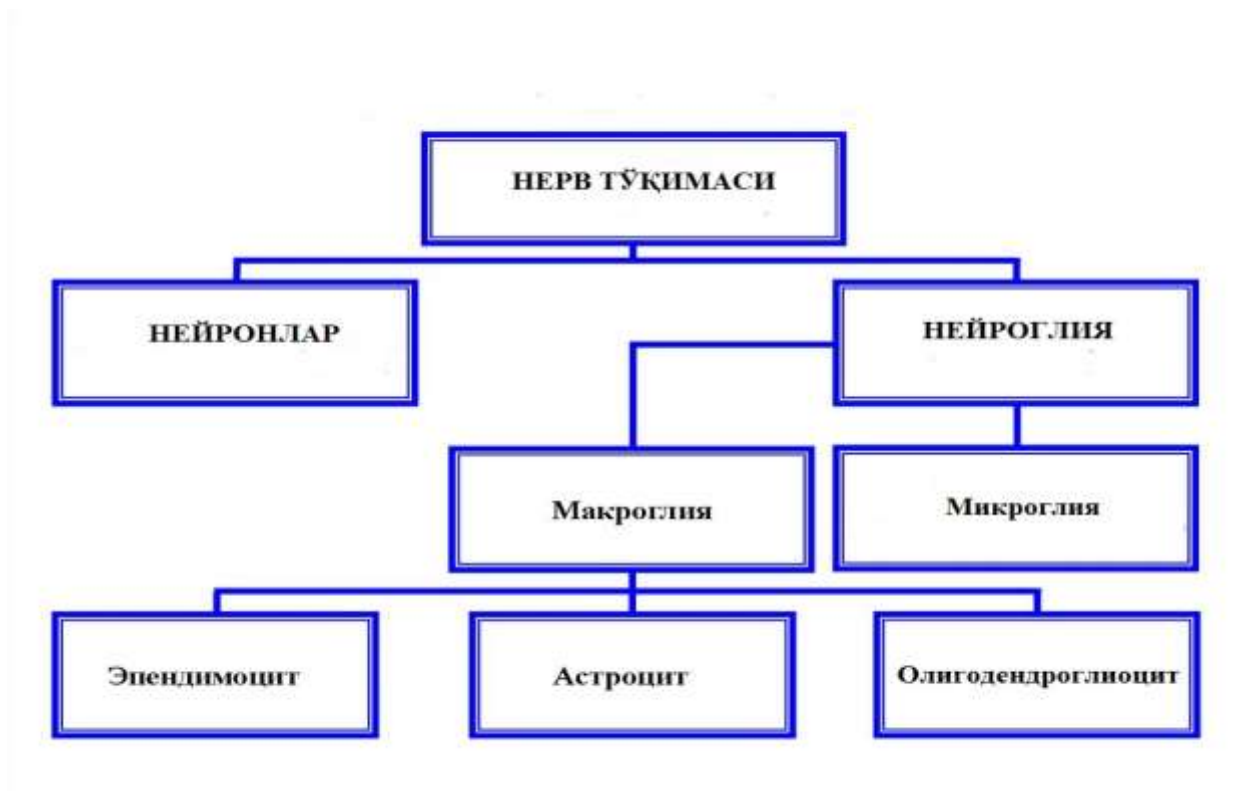 НЕРВ ТЎҚИМАСИ
НЕЙРОНЛАР
НЕЙРОГЛИЯ
Макроглия
Микроглия
Эпендимоцит
Астроцит
Олигодендроглиоцит